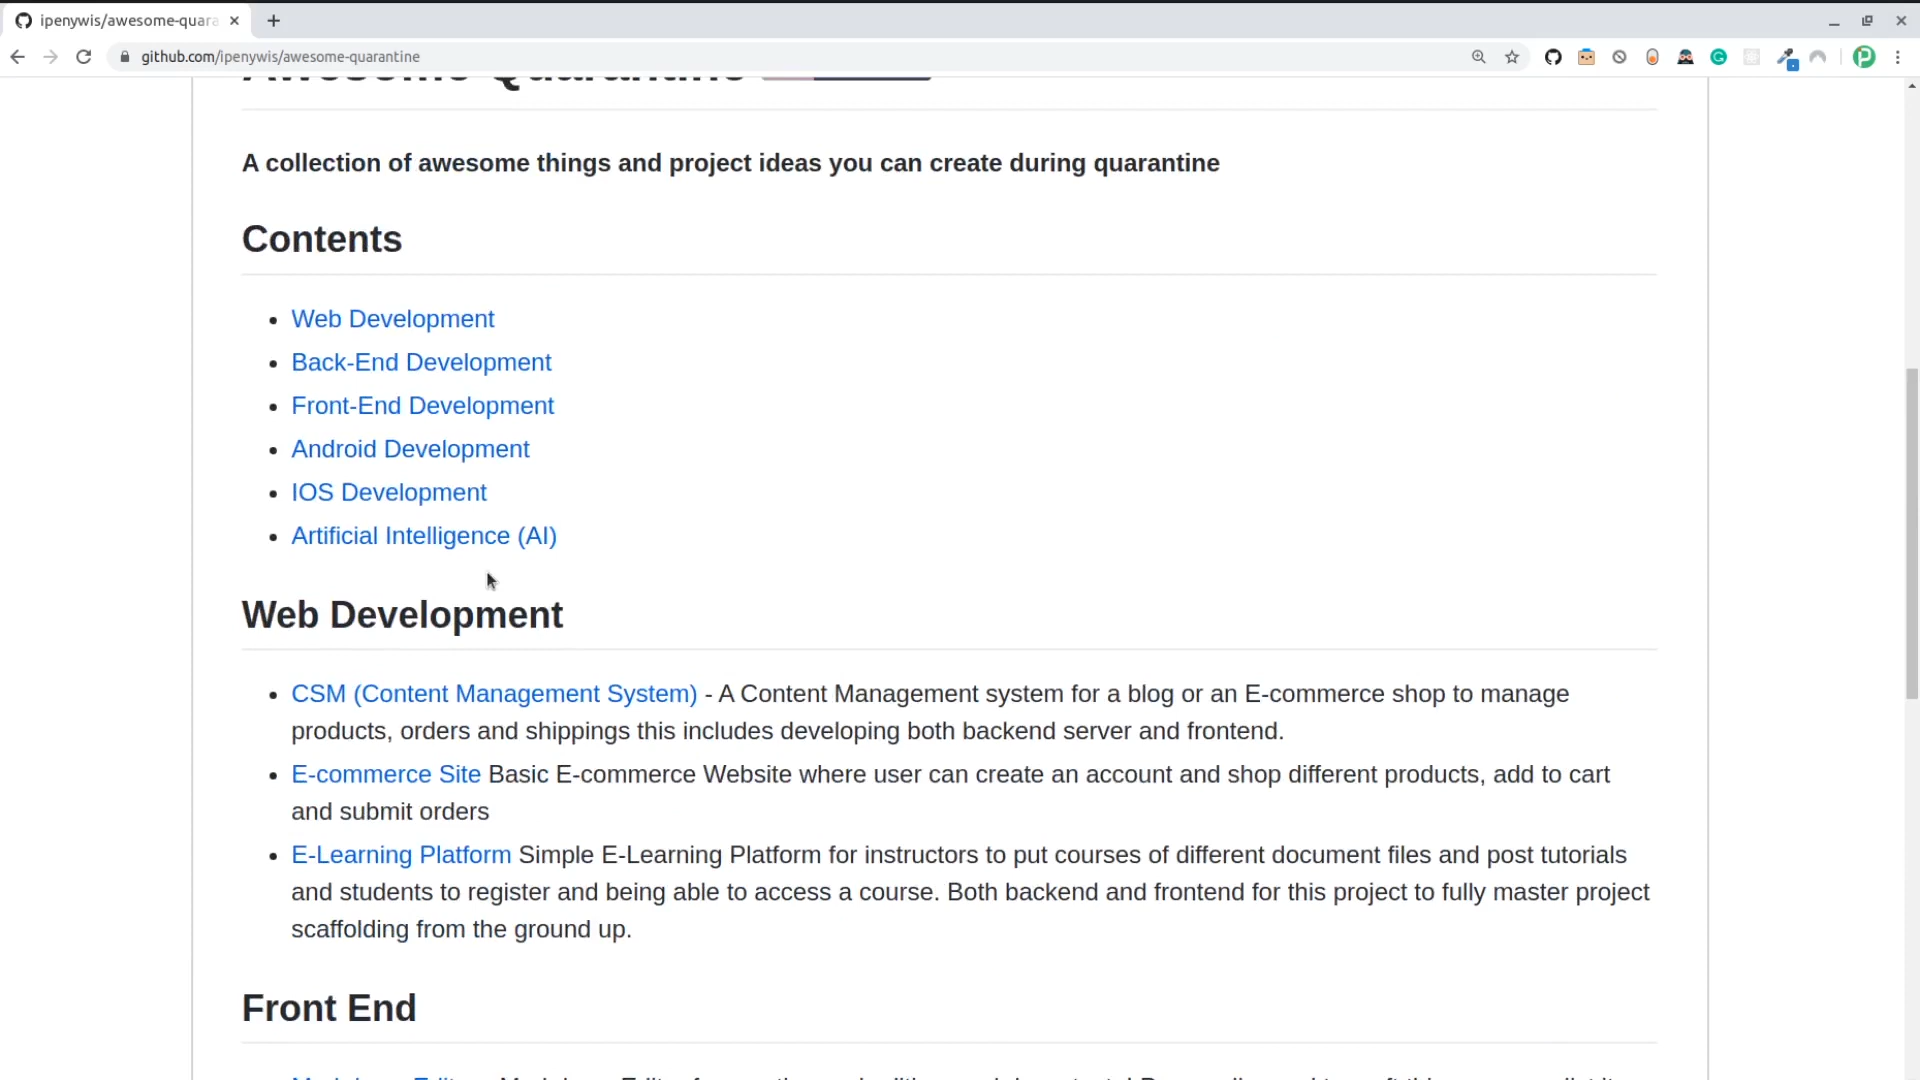 ipenywis/awesome-quara
github.com/ipenywis/awesome-quarantine
Awesome Quarantine
A collection of awesome things and project ideas you can create during quarantine
Contents
Web Development
Back-End Development
Front-End Development
Android Development
IOS Development
Artificial Intelligence (AI)
Web Development
CSM (Content Management System) - A Content Management system for a blog or an E-commerce shop to manage
products, orders and shippings this includes developing both backend server and frontend.
E-commerce Site Basic E-commerce Website where user can create an account and shop different products, add to cart
and submit orders
E-Learning Platform Simple E-Learning Platform for instructors to put courses of different document files and post tutorials
and students to register and being able to access a course. Both backend and frontend for this project to fully master project
scaffolding from the ground up.
Front End